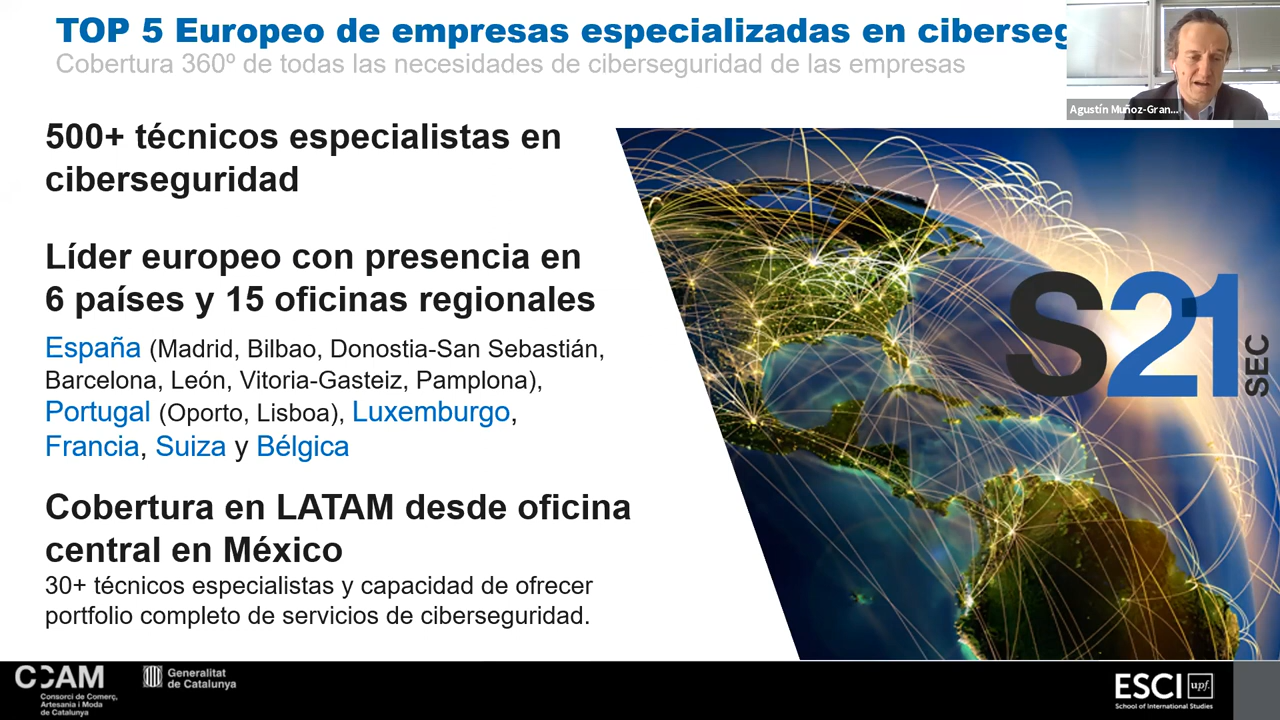 TOP 5 Europeo de empresas especializadas en ciberseg
Cobertura 360º de todas las necesidades de ciberseguridad de las empresas
Agustín Muñoz-Gran...
500+ técnicos especialistas en
ciberseguridad
Líder europeo con presencia en
6 países y 15 oficinas regionales
España (Madrid, Bilbao, Donostia-San Sebastián,
Barcelona, León, Vitoria-Gasteiz, Pamplona),
Portugal (Oporto, Lisboa), Luxemburgo,
Francia, Suiza y Bélgica
S21
SEC
Cobertura en LATAM desde oficina
central en México
30+ técnicos especialistas y capacidad de ofrecer
portfolio completo de servicios de ciberseguridad.
CCAM
Consorci de Comerç,
Artesania i Moda
de Catalunya
Generalitat
de Catalunya
ESCI upf.
School of International Studies